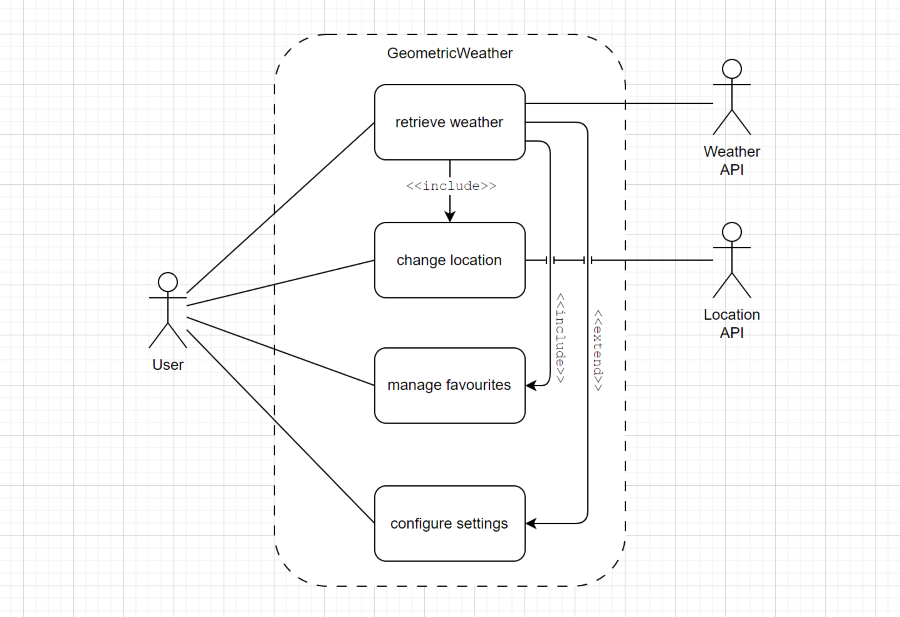 GeometricWeather
retrieve weather
<<include>>
change location
manage favourites
configure settings
<<include>>
<<extend>>
User
Weather
API
Location
API